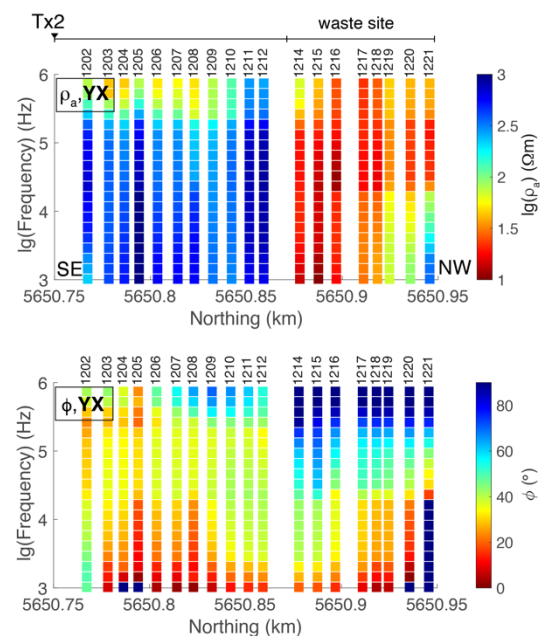 Tx2
waste site
1202 1203 1204 1205 1206 1207 1208 1209 1210 1211 1212 1214 1215 1216 1217 1218 1219 1220 1221
ρa,YX
lg(Frequency) (Hz)
6
5
4
3
SE
NW
5650.75 5650.8 5650.85 5650.9 5650.95
Northing (km)
3
2.5
2
1.5
1
lg(ρa) (Ωm)
1202 1203 1204 1205 1206 1207 1208 1209 1210 1211 1212 1214 1215 1216 1217 1218 1219 1220 1221
ϕ,YX
lg(Frequency) (Hz)
6
5
4
3
5650.75 5650.8 5650.85 5650.9 5650.95
Northing (km)
80
60
40
20
0
ϕ (°)